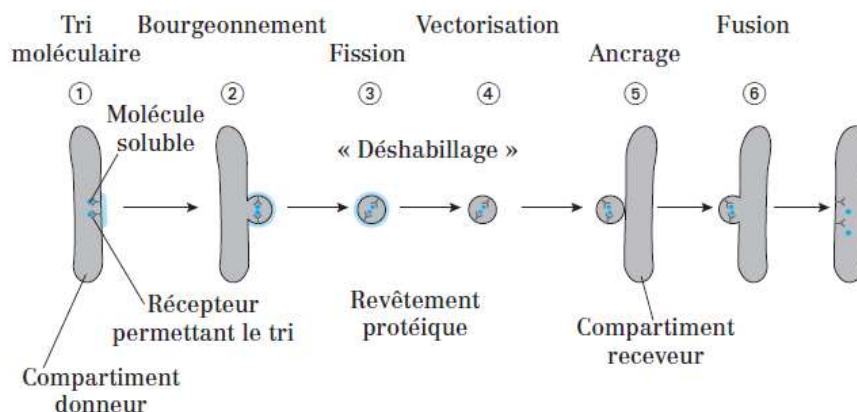 Tri
moléculaire
Bourgeonnement
Fission
Vectorisation
Ancrage
Fusion
1
2
3
4
5
6
Molécule
soluble
« Déshabillage »
Récepteur
permettant le tri
Revêtement
protéique
Compartiment
receveur
Compartiment
donneur